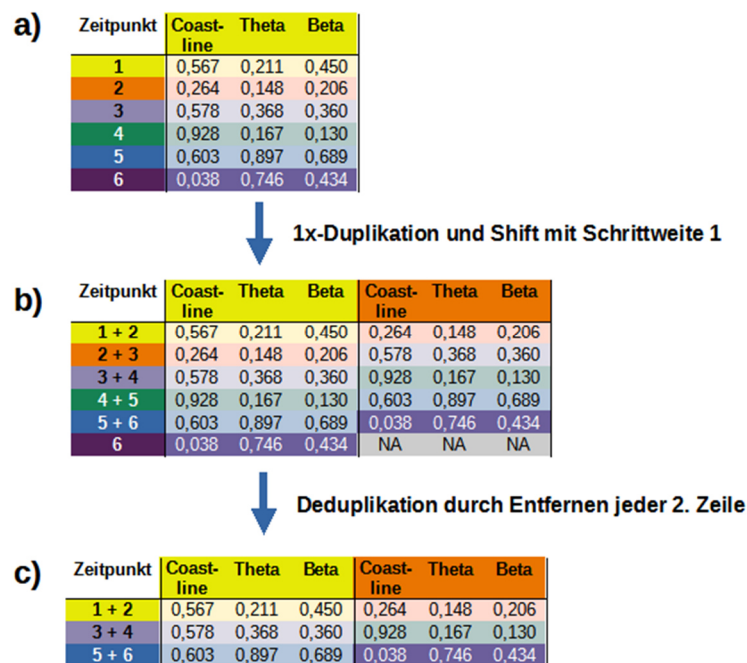 a)
Zeitpunkt Coast-line Theta Beta
1 0,567 0,211 0,450
2 0,264 0,148 0,206
3 0,578 0,368 0,360
4 0,928 0,167 0,130
5 0,603 0,897 0,689
6 0,038 0,746 0,434
1x-Duplikation und Shift mit Schrittweite 1
b)
Zeitpunkt Coast-line Theta Beta Coast-line Theta Beta
1 + 2 0,567 0,211 0,450 0,264 0,148 0,206
2 + 3 0,264 0,148 0,206 0,578 0,368 0,360
3 + 4 0,578 0,368 0,360 0,928 0,167 0,130
4 + 5 0,928 0,167 0,130 0,603 0,897 0,689
5 + 6 0,603 0,897 0,689 0,038 0,746 0,434
6 0,038 0,746 0,434 NA NA NA
Deduplikation durch Entfernen jeder 2. Zeile
c)
Zeitpunkt Coast-line Theta Beta Coast-line Theta Beta
1 + 2 0,567 0,211 0,450 0,264 0,148 0,206
3 + 4 0,578 0,368 0,360 0,928 0,167 0,130
5 + 6 0,603 0,897 0,689 0,038 0,746 0,434